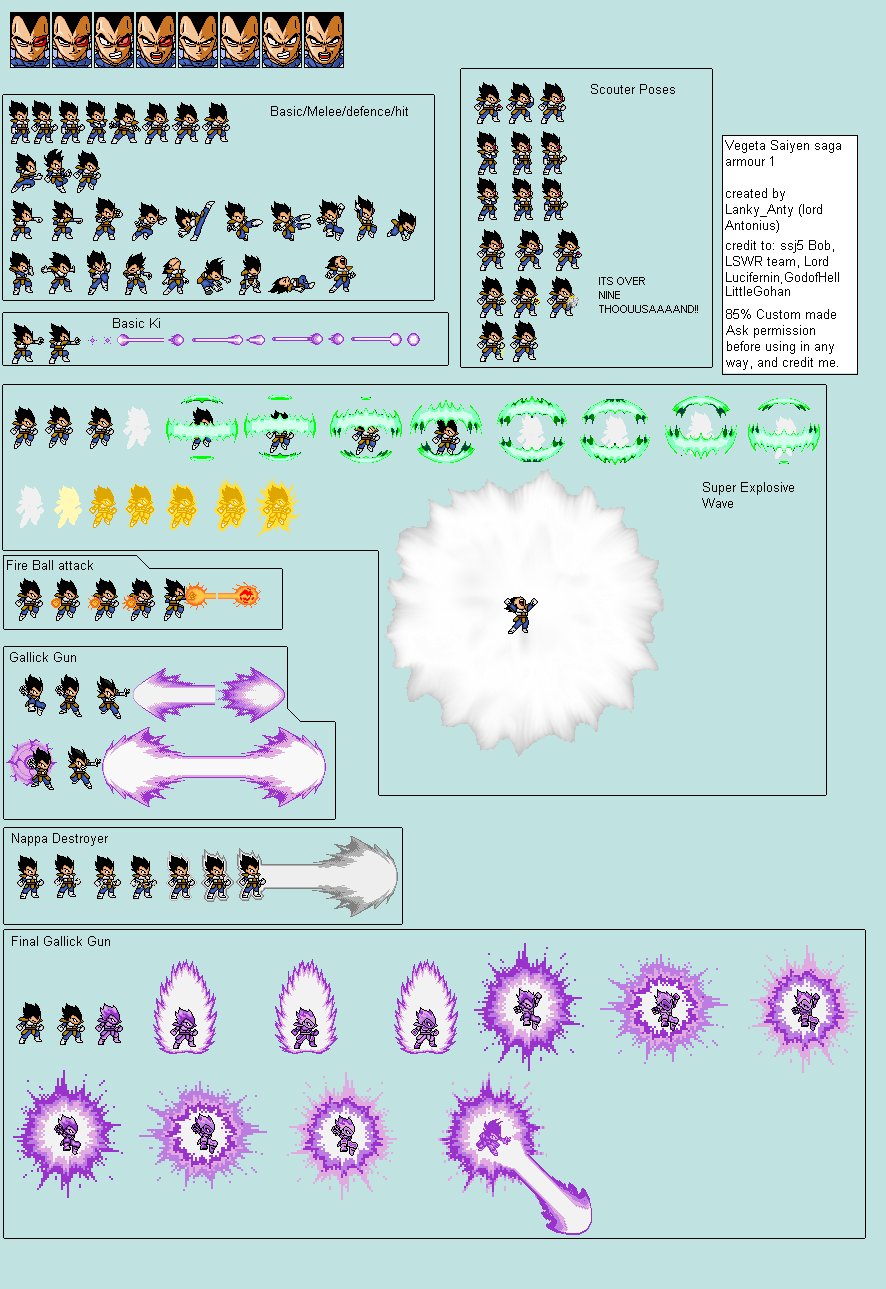 Basic/Melee/defence/hit
Scouter Poses
ITS OVER
NINE
THOOUUSAAAAND!!
Vegeta Saiyen saga
armour 1
created by
Lanky_Anty (lord
Antonius)
credit to: ssj5 Bob,
LSWR team, Lord
Lucifernin,GodofHell
LittleGohan
85% Custom made
Ask permission
before using in any
way, and credit me.
Basic Ki
Super Explosive
Wave
Fire Ball attack
Gallick Gun
Nappa Destroyer
Final Gallick Gun